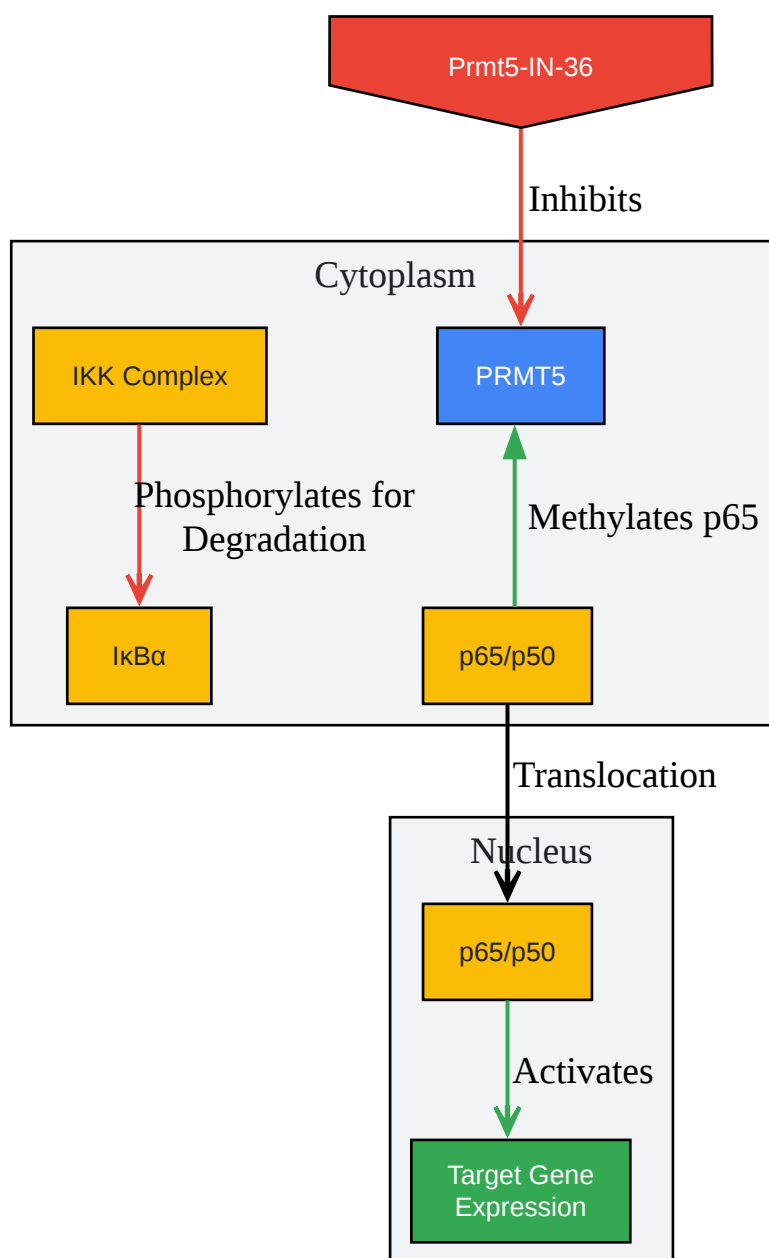 Prmt5-IN-36
Inhibits
Cytoplasm
IKK Complex
PRMT5
Phosphorylates for
Degradation
Methylates p65
IκBα
p65/p50
Translocation
Nucleus
p65/p50
Activates
Target Gene
Expression